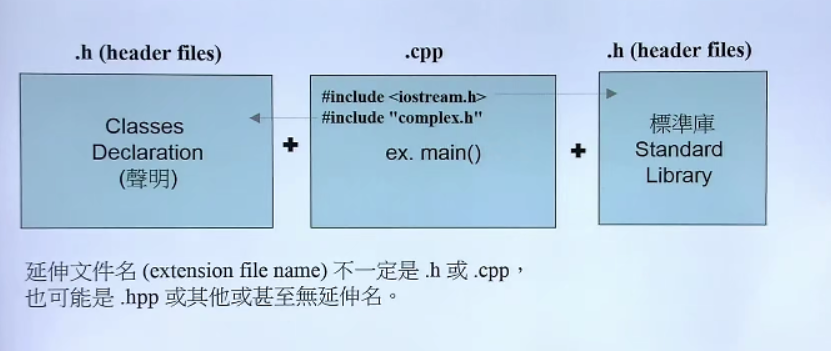 .h (header files)
.cpp
.h (header files)
Classes
Declaration
(聲明)
#include <iostream.h>
#include "complex.h"
ex. main()
標準庫
Standard
Library
延伸文件名 (extension file name) 不一定是 .h 或 .cpp，
也可能是 .hpp 或其他或甚至無延伸名。